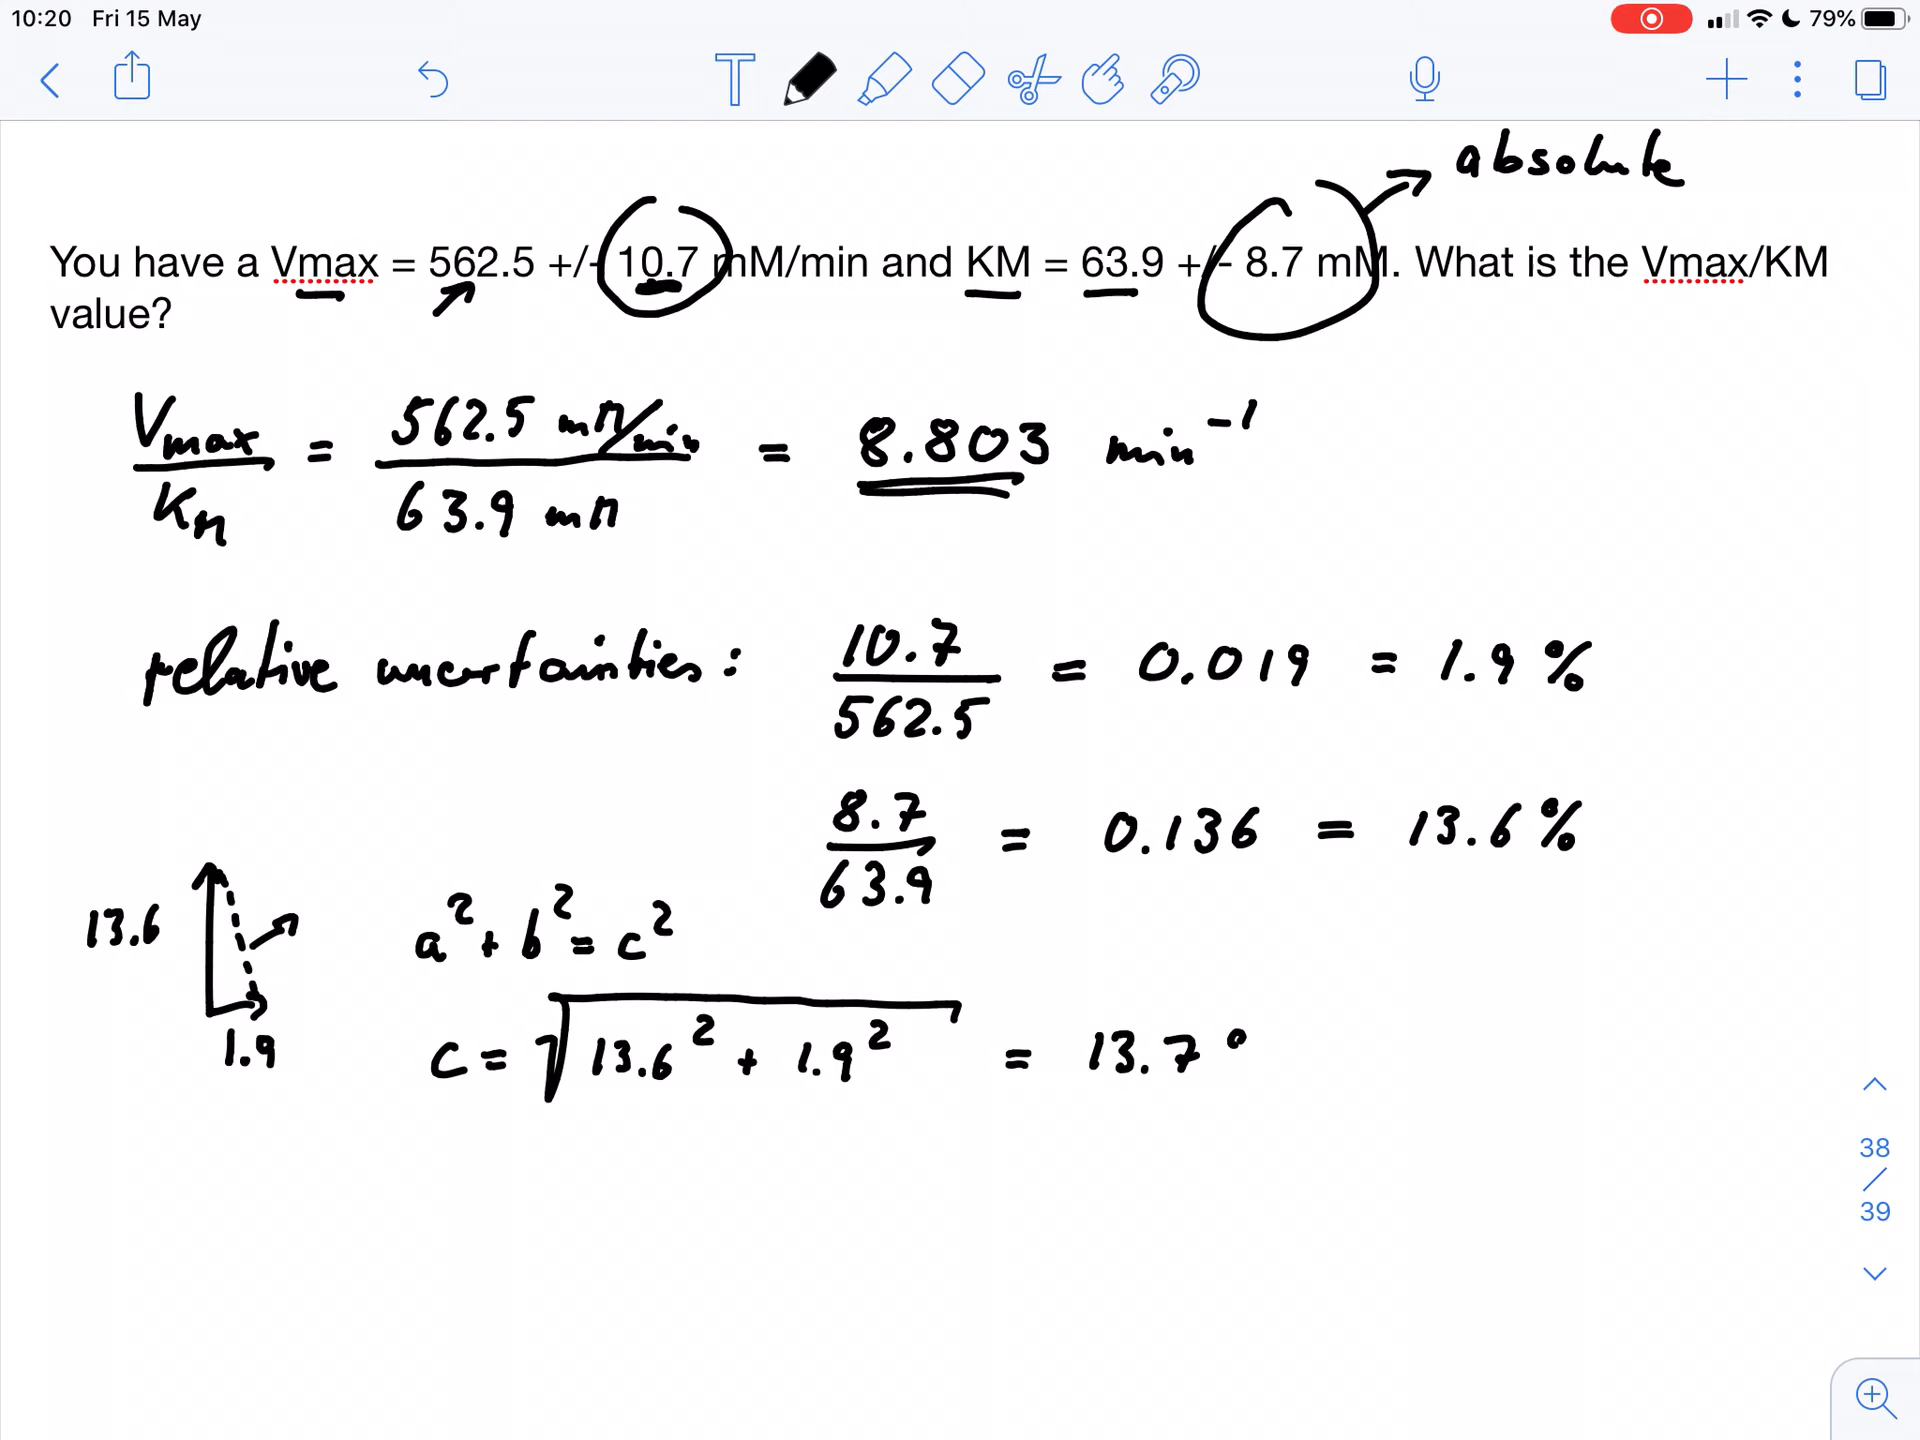 10:20 Fri 15 May 79%
absolute
You have a Vmax = 562.5 +/- 10.7 mM/min and KM = 63.9 +/- 8.7 mM. What is the Vmax/KM
value?
Vmax / KM = 562.5 mM/min / 63.9 mM = 8.803 min⁻¹
relative uncertainties: 10.7 / 562.5 = 0.019 = 1.9 %
8.7 / 63.9 = 0.136 = 13.6 %
13.6
1.9
a² + b² = c²
c = √13.6² + 1.9² = 13.7 °
38
/
39